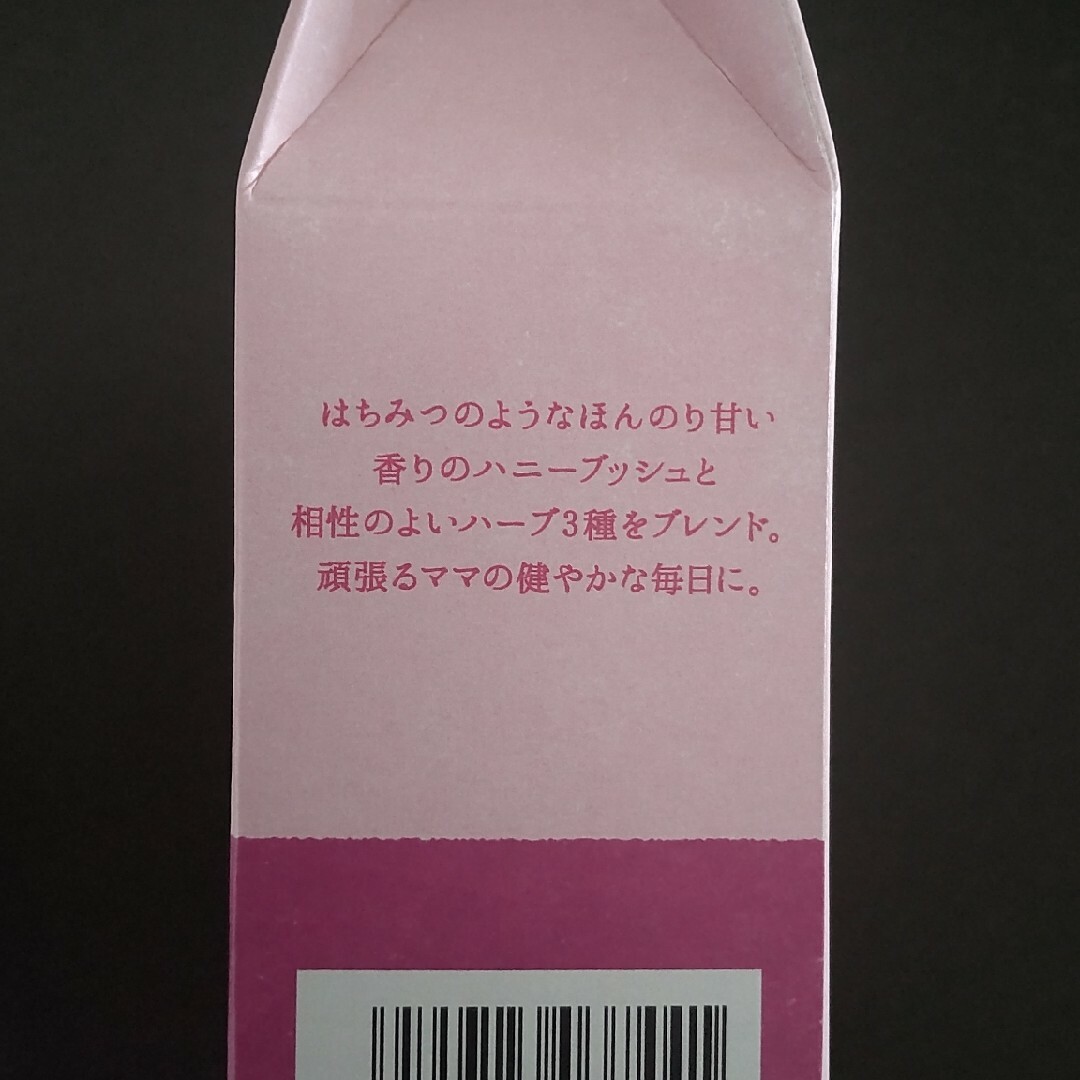 はちみつのようなほんのり甘い
香りのハニーブッシュと
相性のよいハーブ3種をブレンド。
頑張るママの健やかな毎日に。